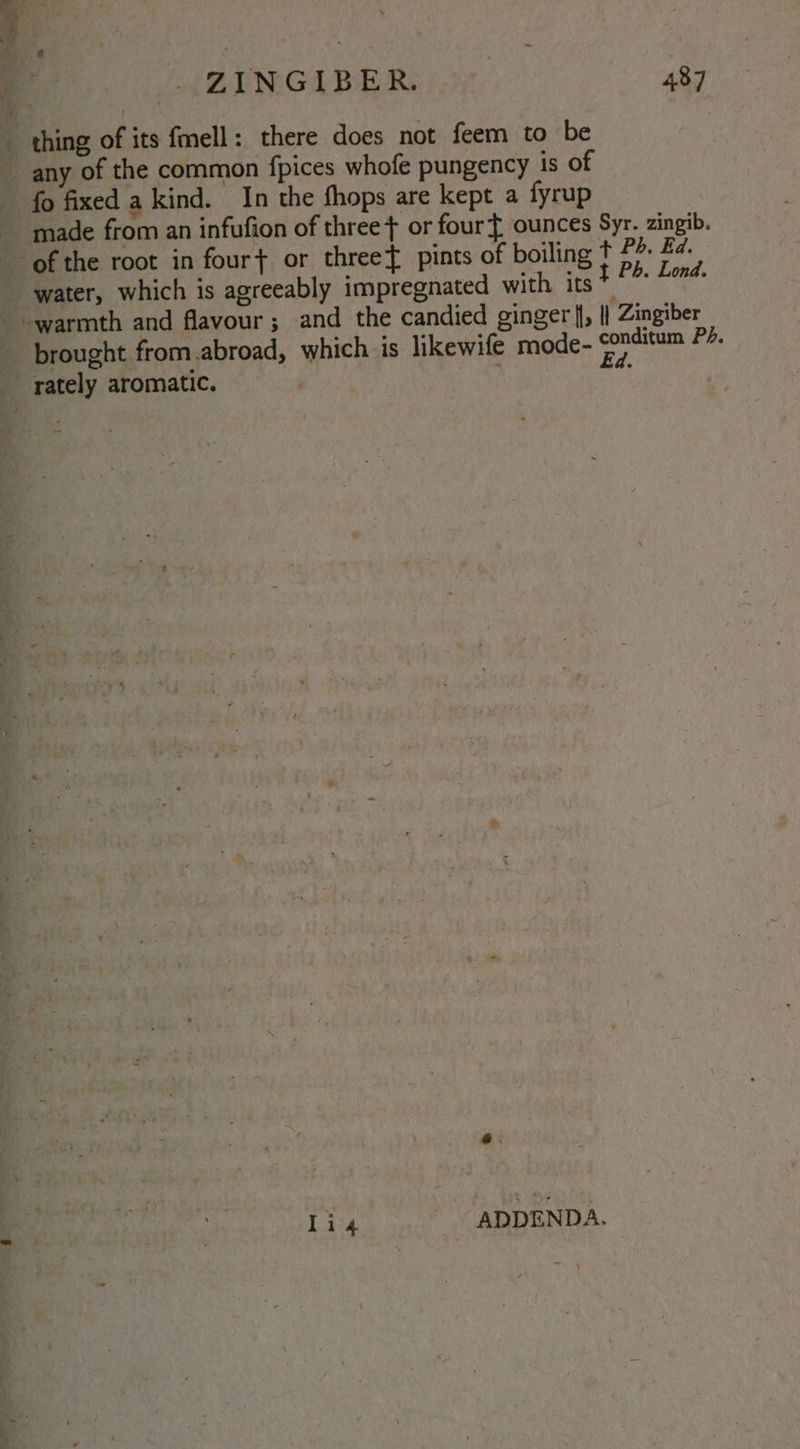 ZINGIBER. 487
thing of its ſmell: there does not ſeem to be
any of the common ſpices whoſe pungency is of
ſo fixed a kind. In the ſhops are kept a ſyrup
made from an infuſion of three† or four‡ ounces Syr. zingib.
of the root in four† or three‡ pints of boiling † Ph. Ed.
water, which is agreeably impregnated with its ‡ Ph. Lond.
warmth and flavour; and the candied ginger‖, ‖ Zingiber
brought from abroad, which is likewiſe mode- conditum Ph.
rately aromatic. Ed.
Ii4 ADDENDA.